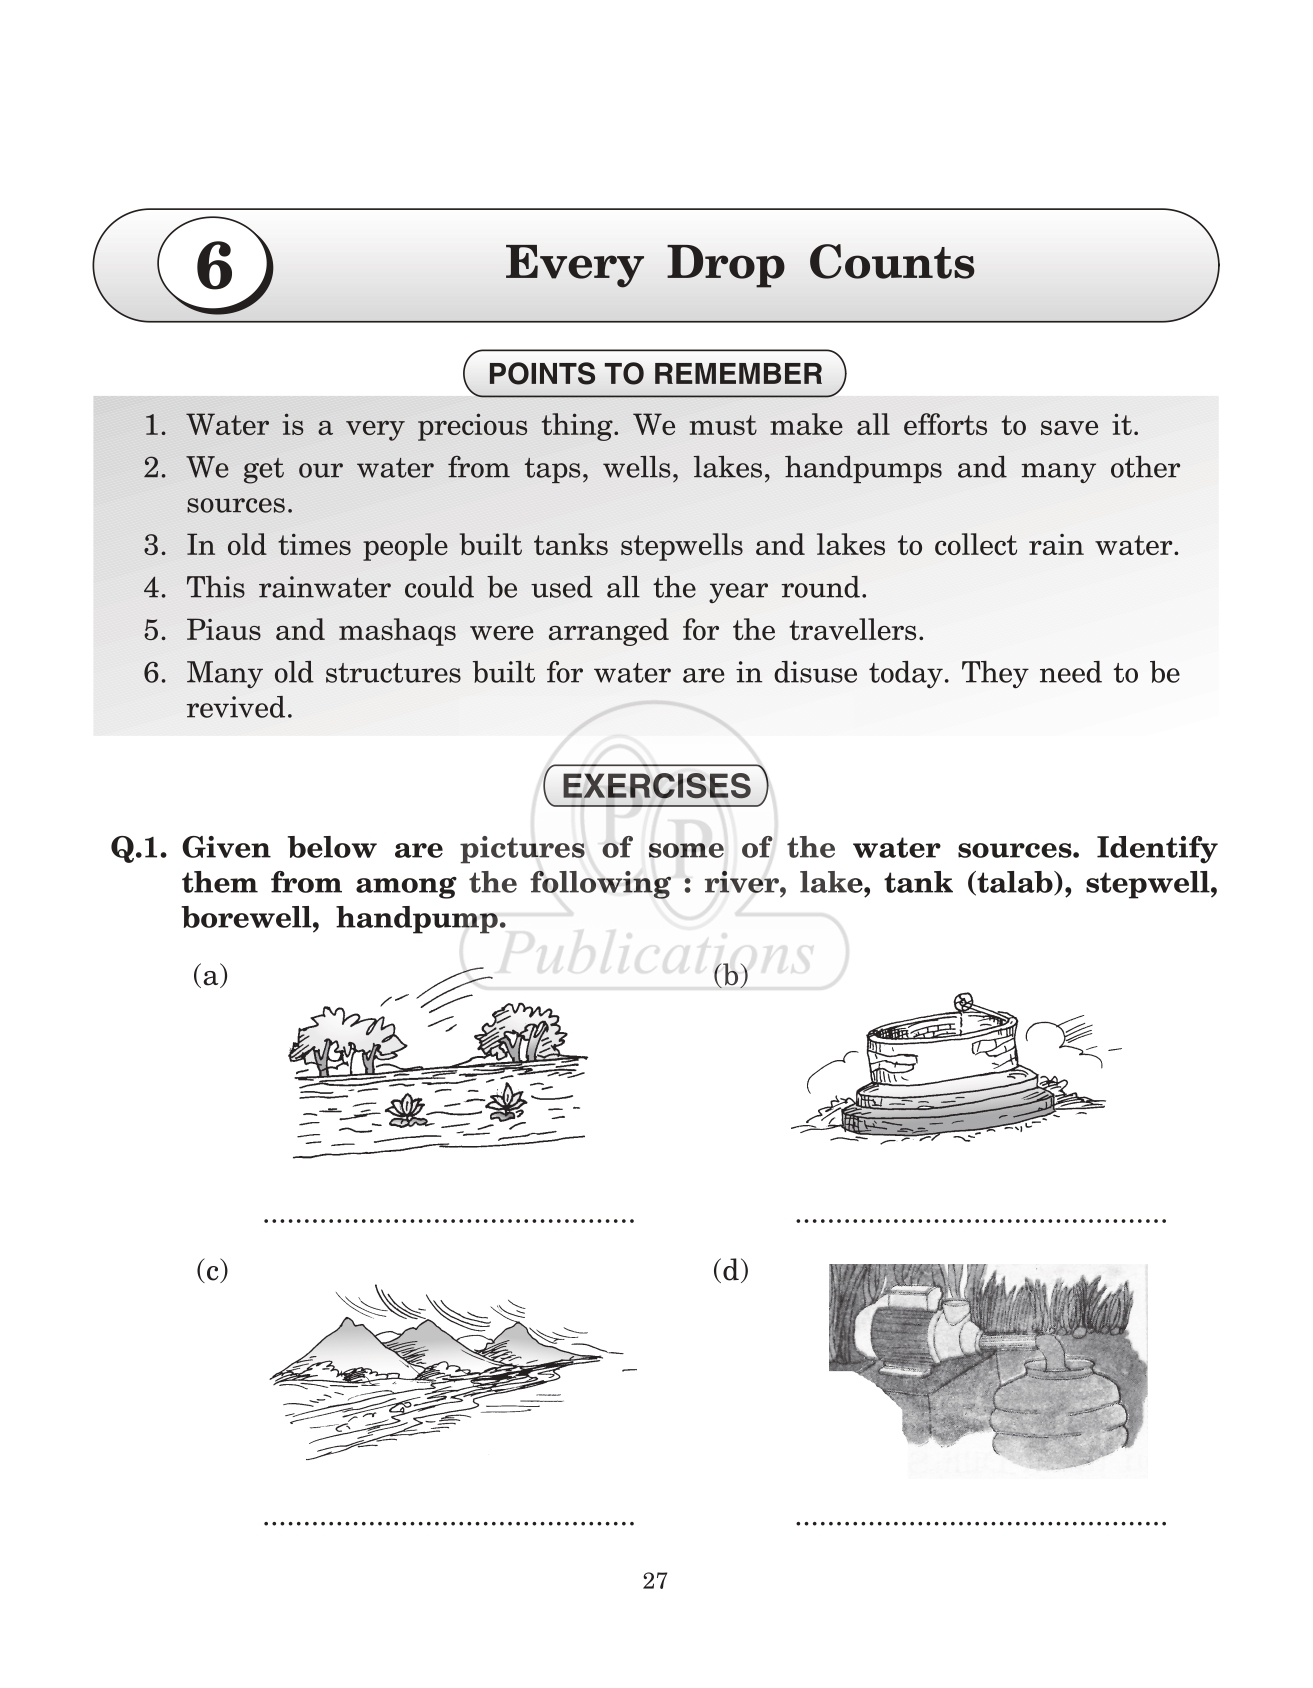 6
Every Drop Counts
POINTS TO REMEMBER
1. Water is a very precious thing. We must make all efforts to save it.
2. We get our water from taps, wells, lakes, handpumps and many other
sources.
3. In old times people built tanks stepwells and lakes to collect rain water.
4. This rainwater could be used all the year round.
5. Piaus and mashaqs were arranged for the travellers.
6. Many old structures built for water are in disuse today. They need to be
revived.
EXERCISES
Q.1. Given below are pictures of some of the water sources. Identify
them from among the following : river, lake, tank (talab), stepwell,
borewell, handpump.
PP
Publications
(a)
(b)
.............................................
.............................................
(c)
(d)
.............................................
.............................................
27